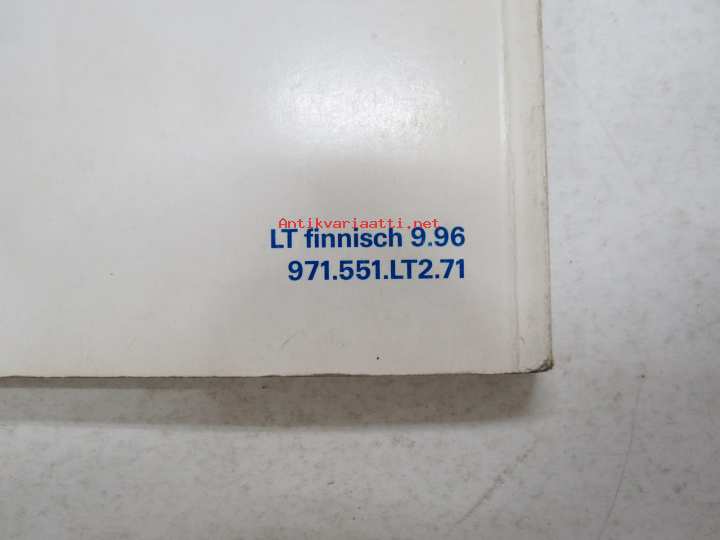 Antikvariaatti.net
LT finnisch 9.96
971.551.LT2.71